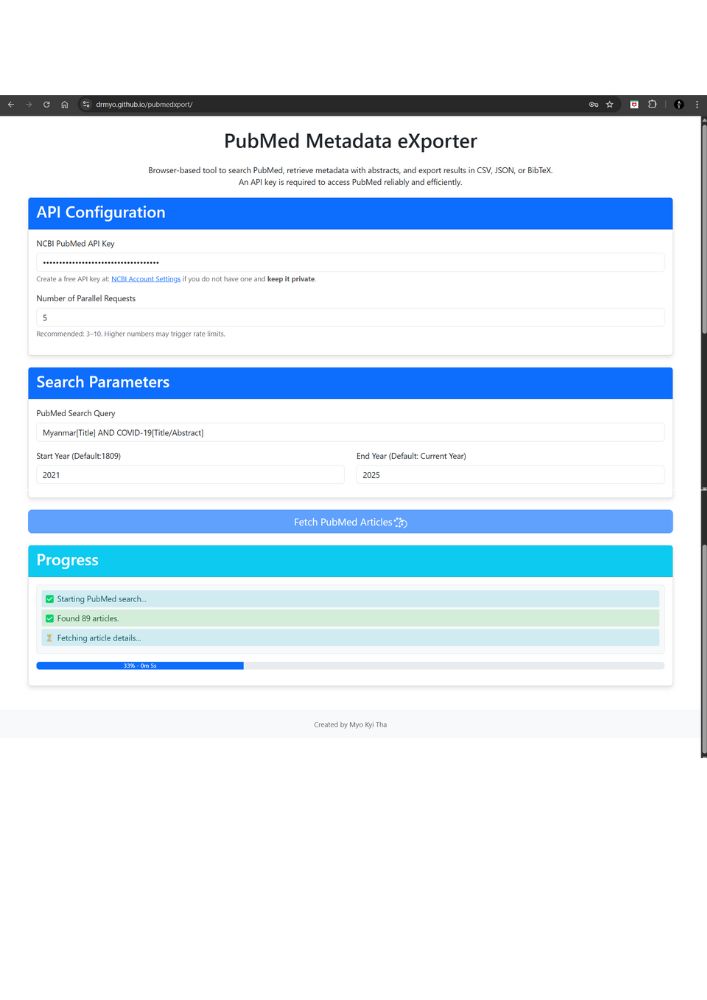 drmyo.github.io/pubmedxport/
PubMed Metadata eXporter
Browser-based tool to search PubMed, retrieve metadata with abstracts, and export results in CSV, JSON, or BibTeX.
An API key is required to access PubMed reliably and efficiently.
API Configuration
NCBI PubMed API Key
••••••••••••••••••••••••••••••••••••
Create a free API key at: NCBI Account Settings if you do not have one and keep it private.
Number of Parallel Requests
5
Recommended: 3–10. Higher numbers may trigger rate limits.
Search Parameters
PubMed Search Query
Myanmar[Title] AND COVID-19[Title/Abstract]
Start Year (Default:1809) End Year (Default: Current Year)
2021 2025
Fetch PubMed Articles
Progress
Starting PubMed search...
Found 89 articles.
Fetching article details...
33% - 0m 5s
Created by Myo Kyi Tha